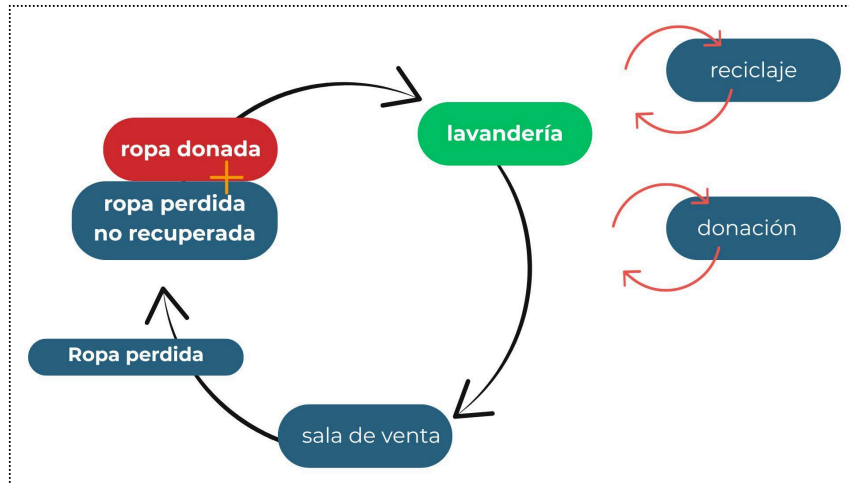 reciclaje
ropa donada
lavandería
ropa perdida
no recuperada
donación
Ropa perdida
sala de venta